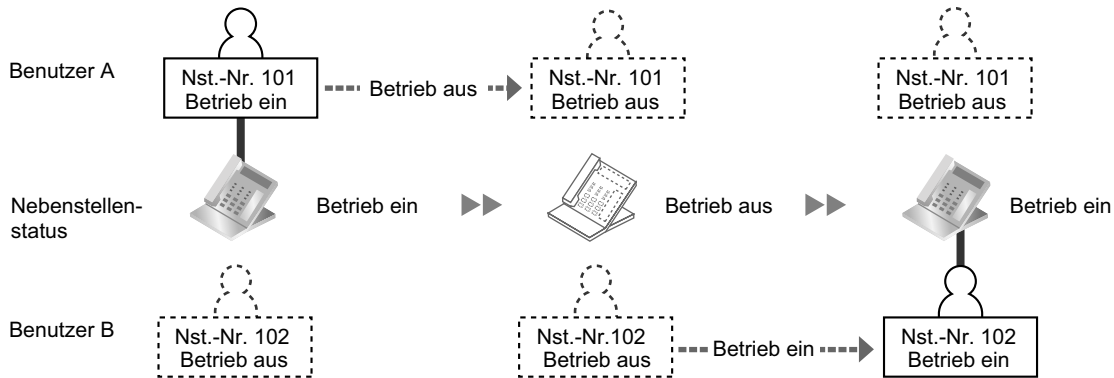 Benutzer A
Nst.-Nr. 101
Betrieb ein
Betrieb aus
Nst.-Nr. 101
Betrieb aus
Nst.-Nr. 101
Betrieb aus
Nebenstellen-
status
Betrieb ein
Betrieb aus
Betrieb ein
Benutzer B
Nst.-Nr. 102
Betrieb aus
Nst.-Nr.102
Betrieb aus
Betrieb ein
Nst.-Nr. 102
Betrieb ein